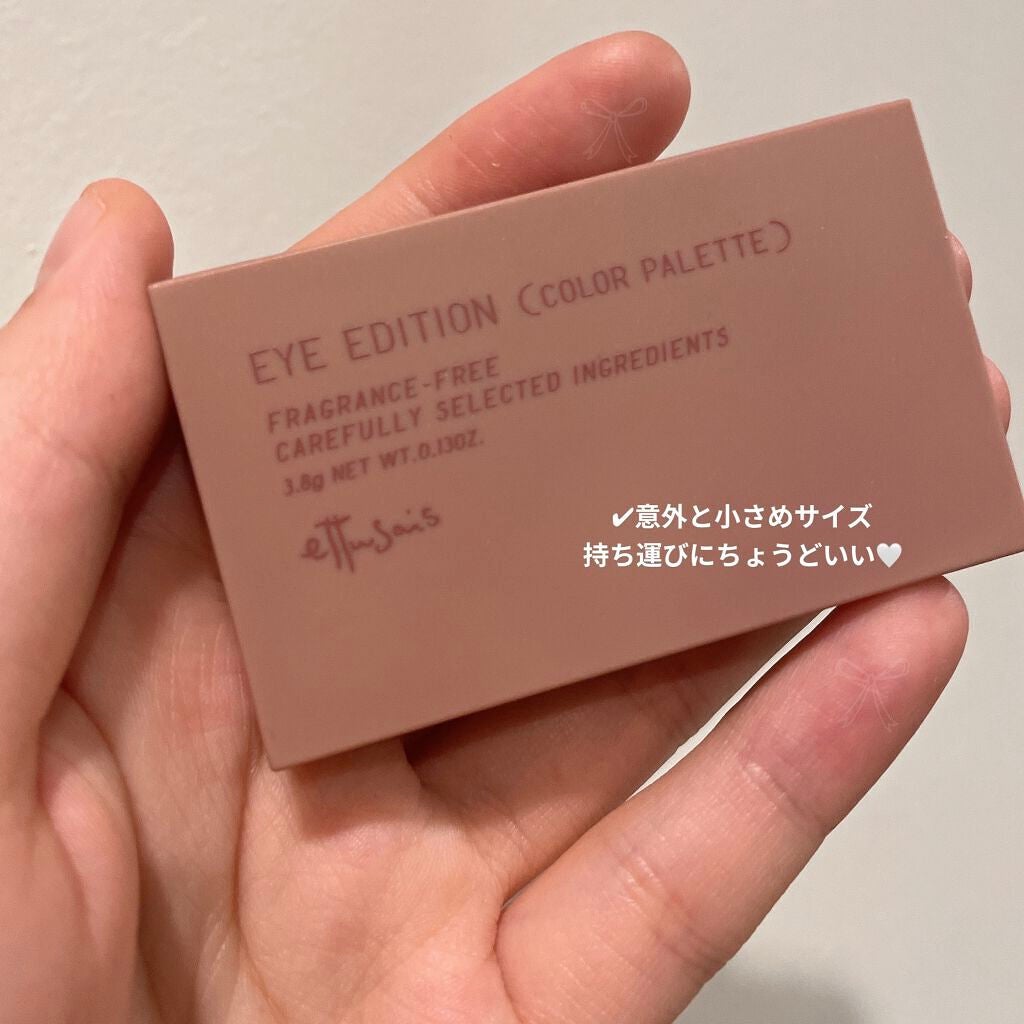 EYE EDITION (COLOR PALETTE)
FRAGRANCE-FREE
CAREFULLY SELECTED INGREDIENTS
3.8g NET WT.0.13OZ.
ettusais
✔意外と小さめサイズ
持ち運びにちょうどいい🤍